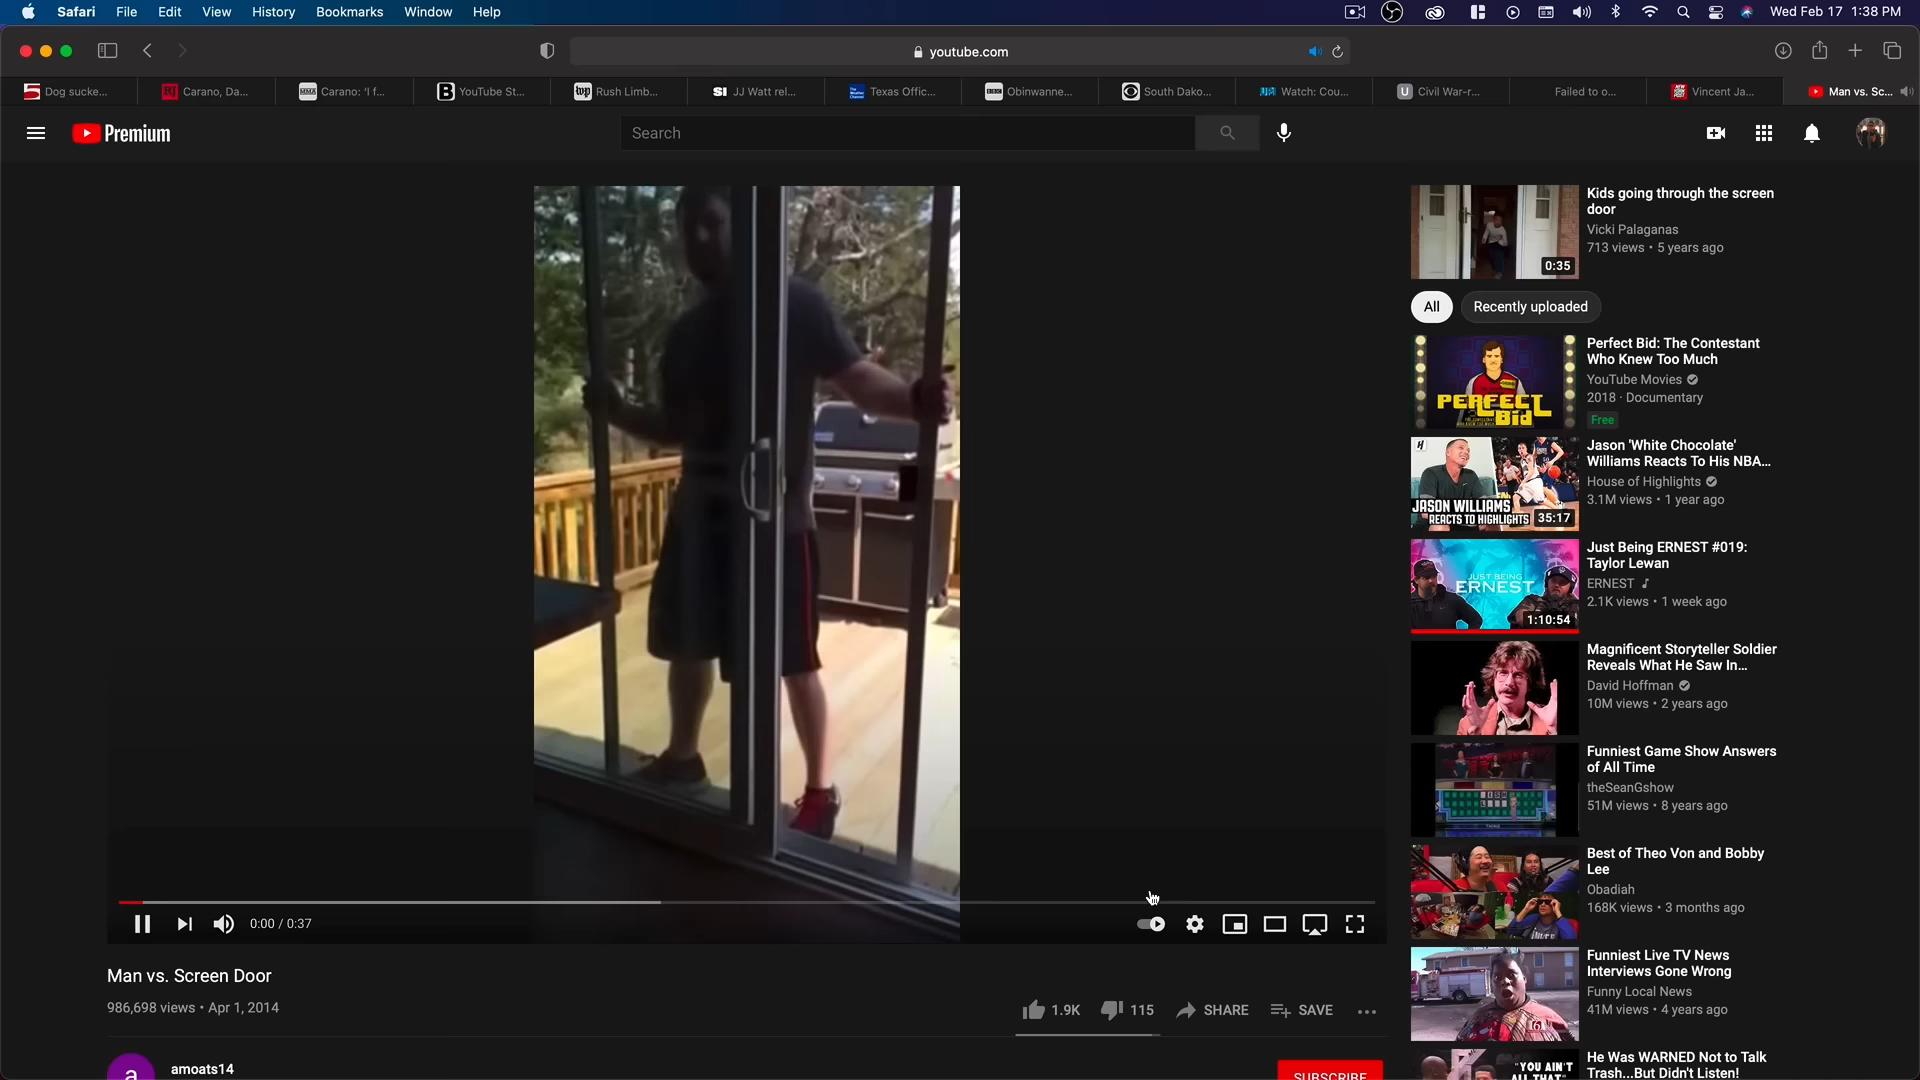 Safari File Edit View History Bookmarks Window Help
Wed Feb 17 1:38 PM
youtube.com
Dog sucke...
Carano, Da...
Carano: 'I f...
YouTube St...
Rush Limb...
JJ Watt rel...
Texas Offic...
Obinwanne...
South Dako...
Watch: Cou...
Civil War-r...
Failed to o...
Vincent Ja...
Man vs. Sc...
Premium
Search
Kids going through the screen
door
Vicki Palaganas
713 views • 5 years ago
0:35
All
Recently uploaded
Perfect Bid: The Contestant
Who Knew Too Much
YouTube Movies
2018 · Documentary
Free
PERFECT
Bid
Jason 'White Chocolate'
Williams Reacts To His NBA...
House of Highlights
3.1M views • 1 year ago
JASON WILLIAMS
REACTS TO HIGHLIGHTS
35:17
Just Being ERNEST #019:
Taylor Lewan
ERNEST
2.1K views • 1 week ago
JUST BEING
ERNEST
1:10:54
Magnificent Storyteller Soldier
Reveals What He Saw In...
David Hoffman
10M views • 2 years ago
Funniest Game Show Answers
of All Time
theSeanGshow
51M views • 8 years ago
Best of Theo Von and Bobby
Lee
Obadiah
168K views • 3 months ago
Funniest Live TV News
Interviews Gone Wrong
Funny Local News
41M views • 4 years ago
He Was WARNED Not to Talk
Trash...But Didn't Listen!
"YOU AIN'T
ALL THAT"
0:00 / 0:37
Man vs. Screen Door
986,698 views • Apr 1, 2014
1.9K
115
SHARE
SAVE
a
amoats14
SUBSCRIBE